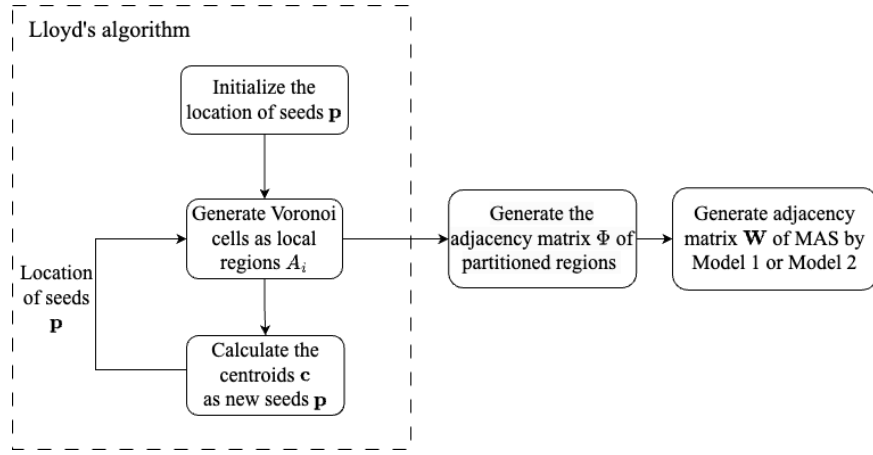 Lloyd's algorithm
Initialize the
location of seeds p
Generate Voronoi
cells as local
regions A_i
Location
of seeds
p
Calculate the
centroids c
as new seeds p
Generate the
adjacency matrix Φ of
partitioned regions
Generate adjacency
matrix W of MAS by
Model 1 or Model 2